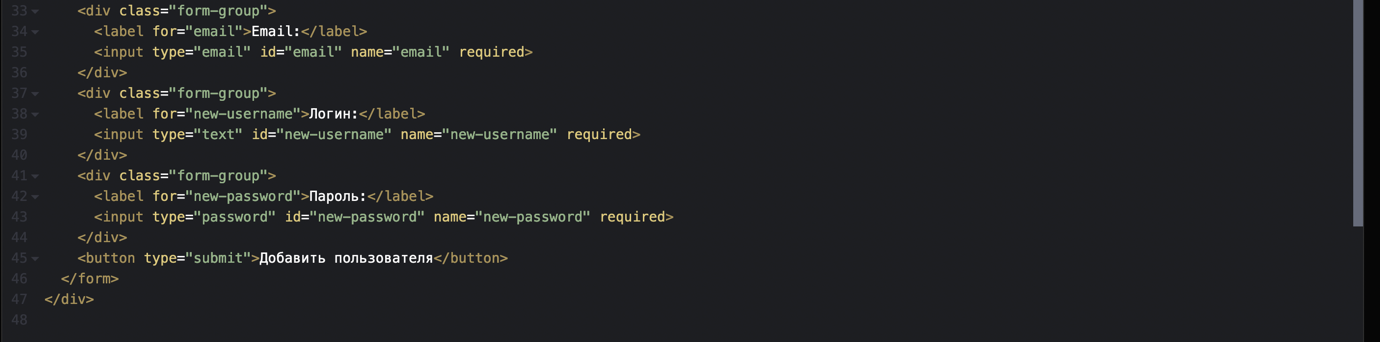 33 <div class="form-group">
34 <label for="email">Email:</label>
35 <input type="email" id="email" name="email" required>
36 </div>
37 <div class="form-group">
38 <label for="new-username">Логин:</label>
39 <input type="text" id="new-username" name="new-username" required>
40 </div>
41 <div class="form-group">
42 <label for="new-password">Пароль:</label>
43 <input type="password" id="new-password" name="new-password" required>
44 </div>
45 <button type="submit">Добавить пользователя</button>
46 </form>
47 </div>
48